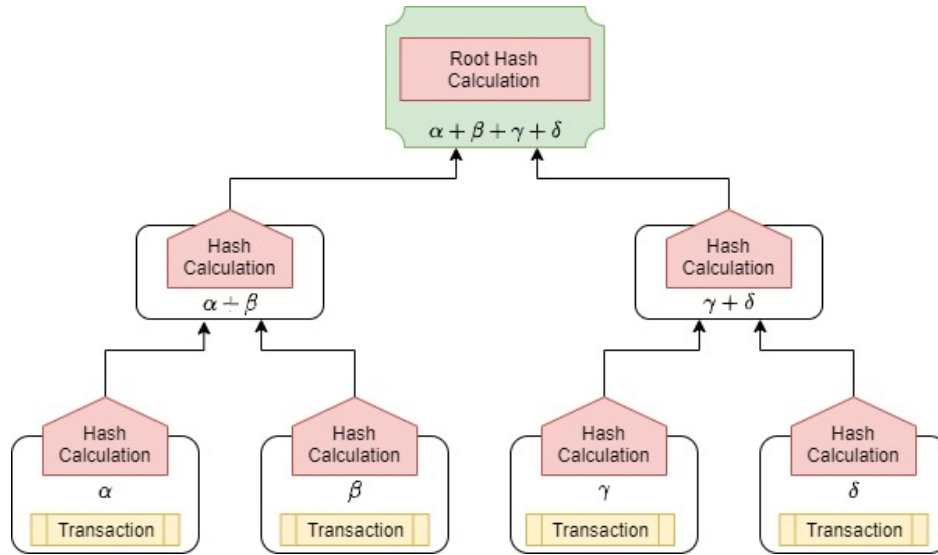 Root Hash
Calculation
α + β + γ + δ
Hash
Calculation
α + β
Hash
Calculation
γ + δ
Hash
Calculation
α
Transaction
Hash
Calculation
β
Transaction
Hash
Calculation
γ
Transaction
Hash
Calculation
δ
Transaction